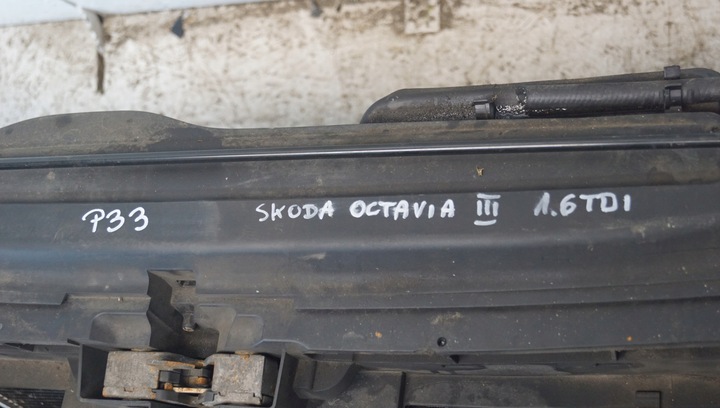 P33 SKODA OCTAVIA III 1.6TDI